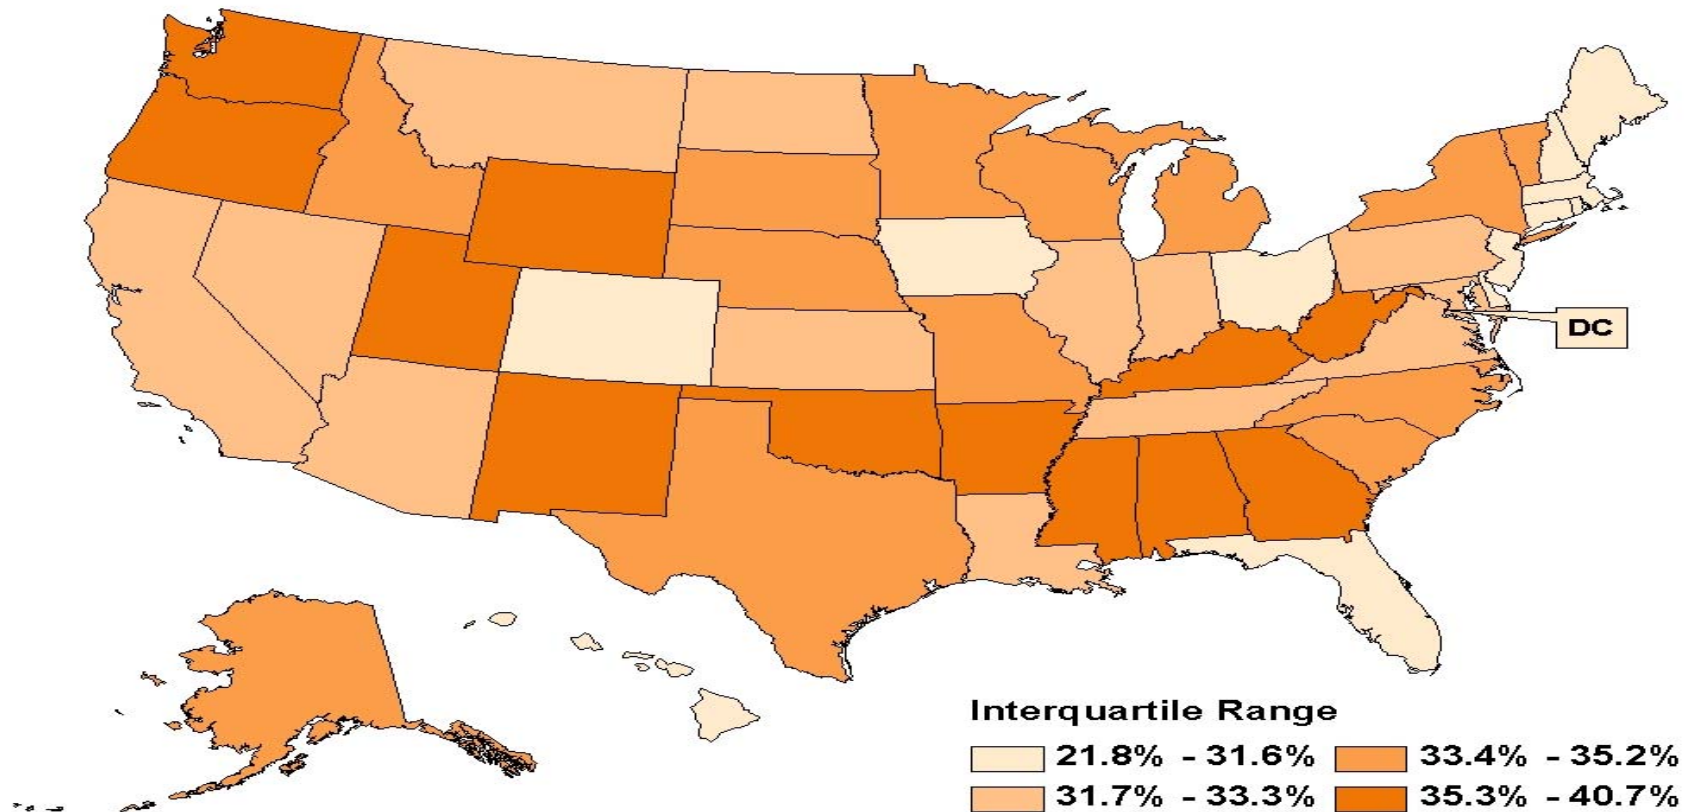 DC
Interquartile Range
21.8% - 31.6% 33.4% - 35.2%
31.7% - 33.3% 35.3% - 40.7%